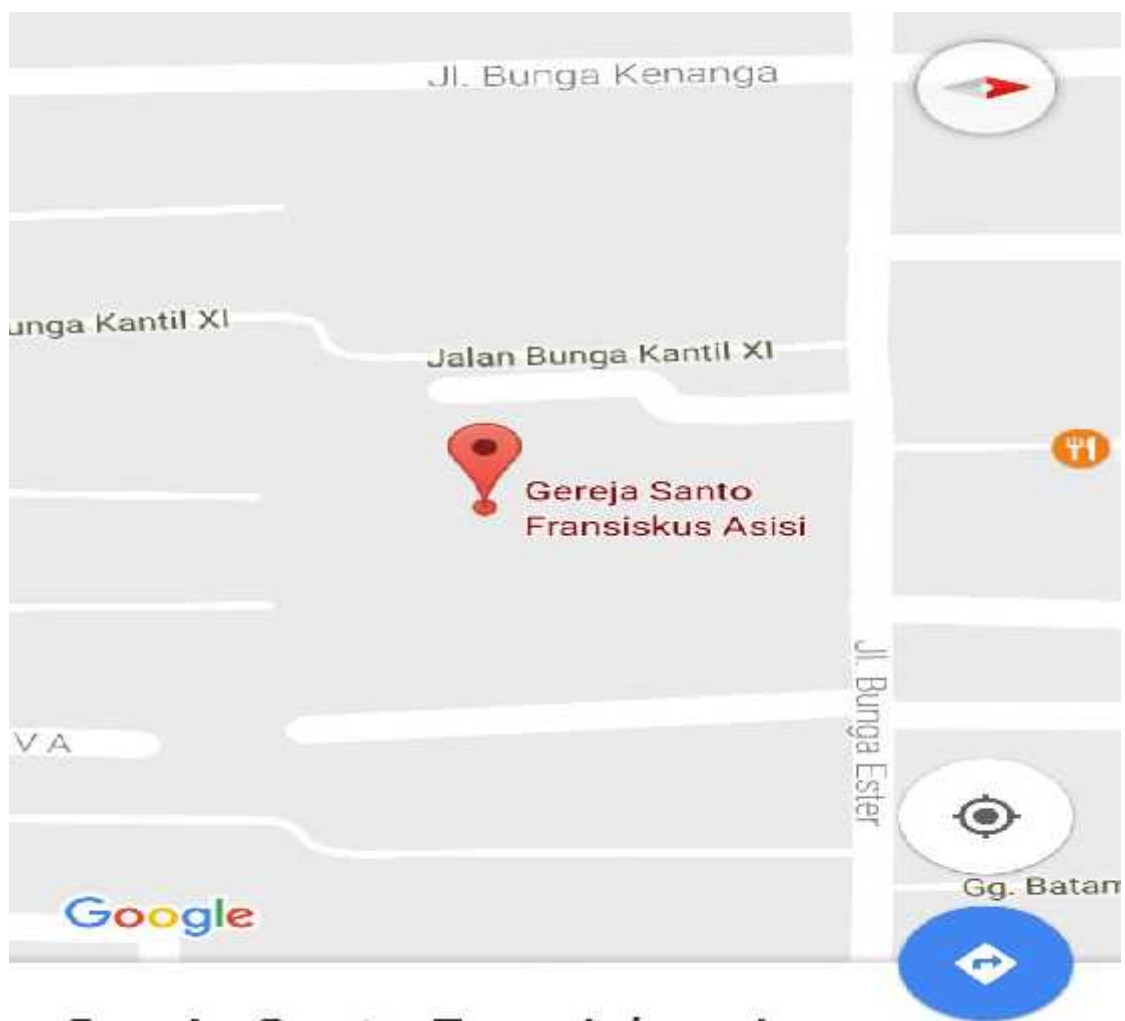 Jl. Bunga Kenanga
unga Kantil XI
Jalan Bunga Kantil XI
Gereja Santo
Fransiskus Asisi
Jl. Bunga Ester
V A
Gg. Batam
Google